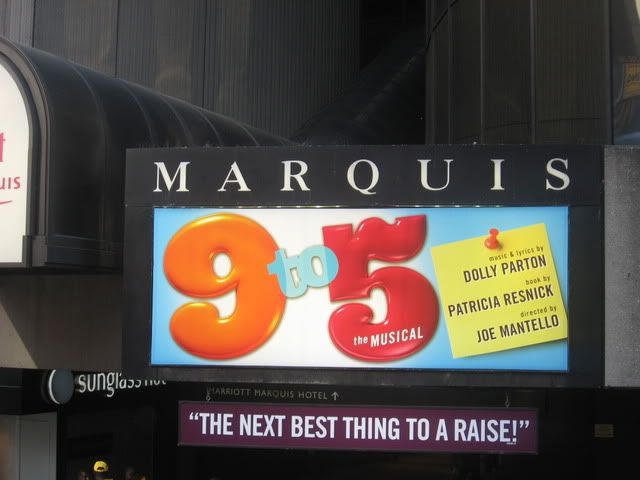 MARQUIS
9 to 5
the MUSICAL
music & lyrics by
DOLLY PARTON
book by
PATRICIA RESNICK
directed by
JOE MANTELLO
UIS
sunglass
MARRIOTT MARQUIS HOTEL ↑
"THE NEXT BEST THING TO A RAISE!"